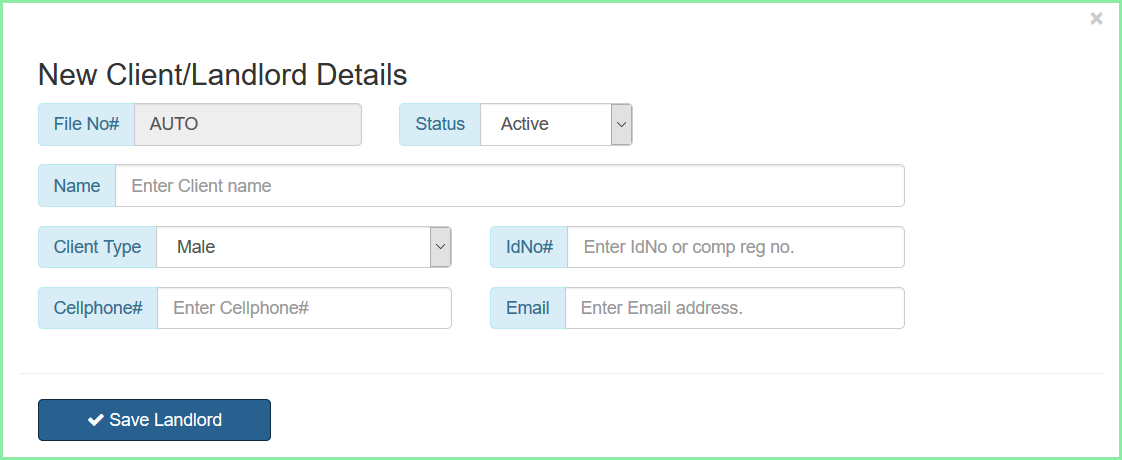 ×
New Client/Landlord Details
File No# AUTO Status Active
Name Enter Client name
Client Type Male IdNo# Enter IdNo or comp reg no.
Cellphone# Enter Cellphone# Email Enter Email address.
Save Landlord